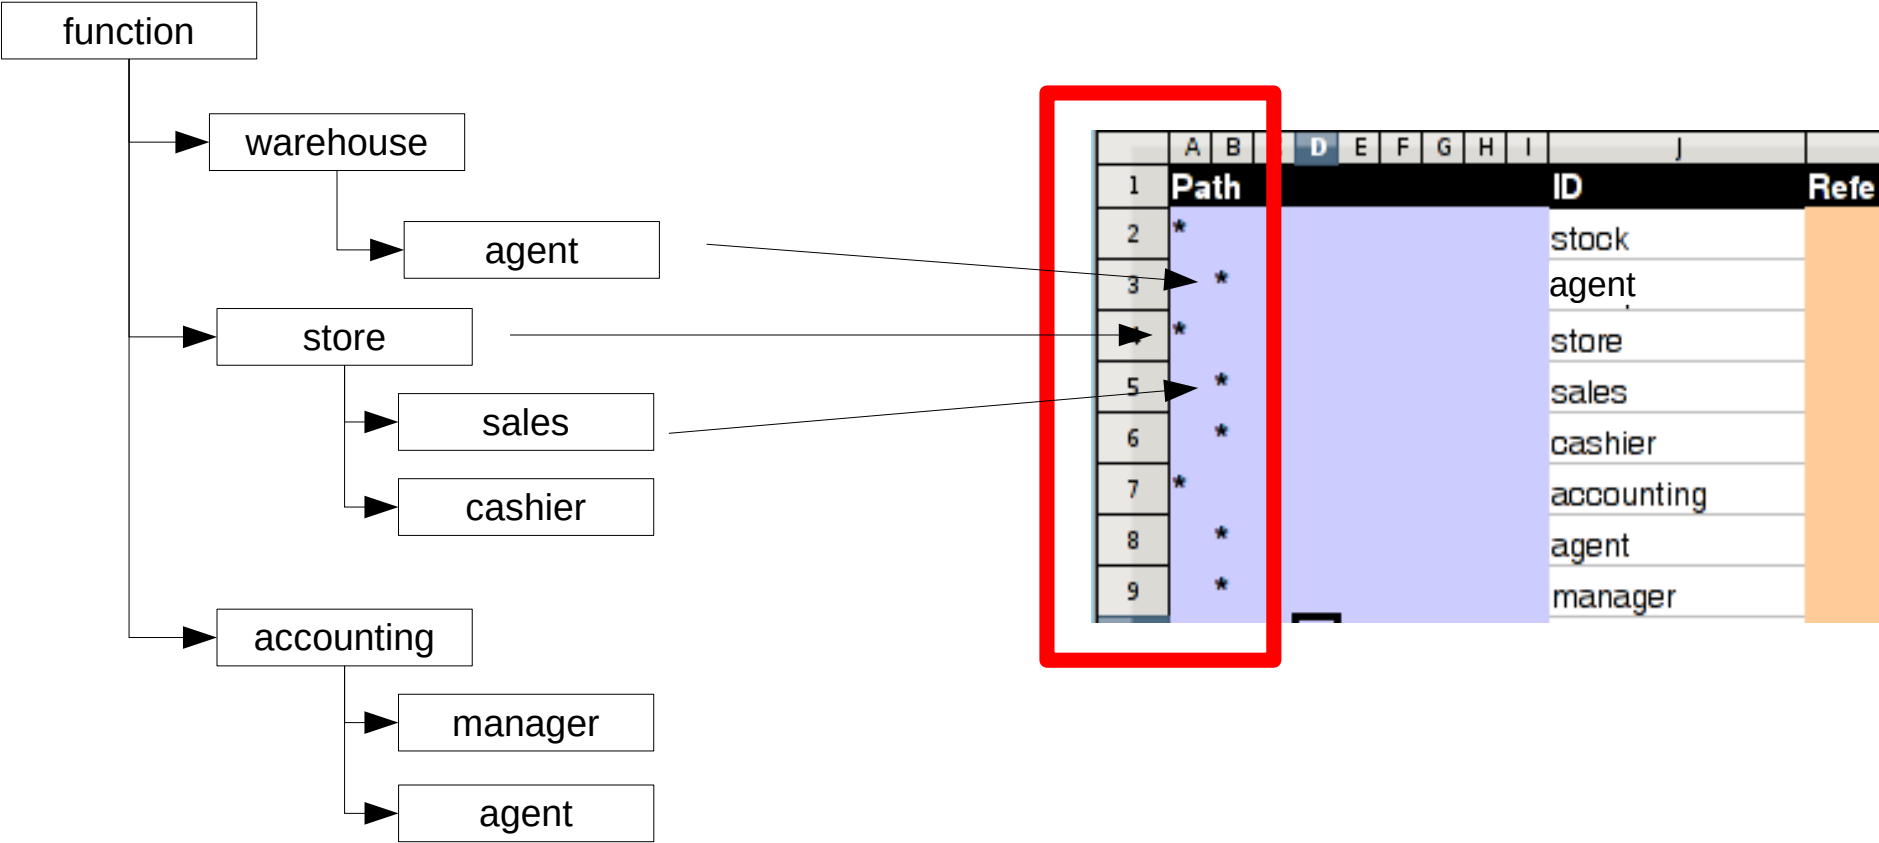 function
warehouse
agent
store
sales
cashier
accounting
manager
agent
A B D E F G H I J
1 Path ID Refe
2 * stock
3 * agent
* store
5 * sales
6 * cashier
7 * accounting
8 * agent
9 * manager